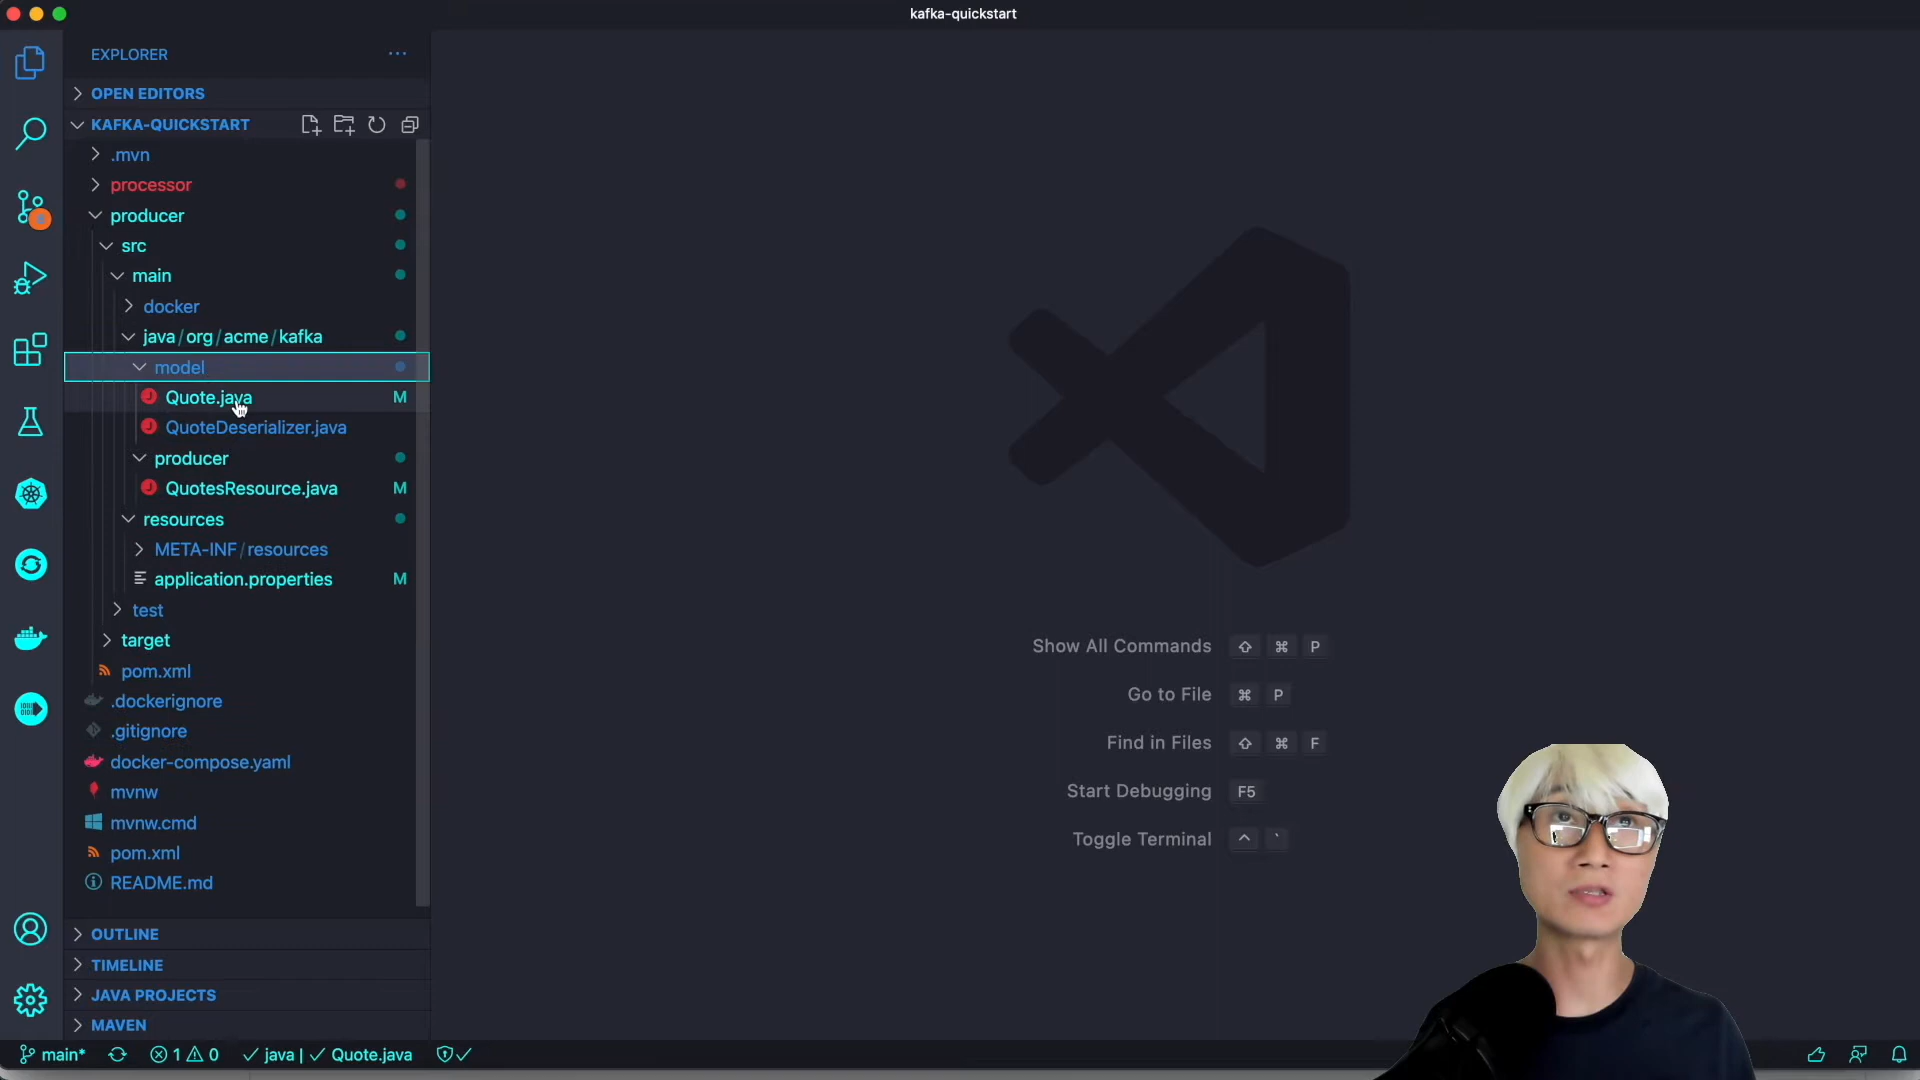 kafka-quickstart
EXPLORER
OPEN EDITORS
KAFKA-QUICKSTART
.mvn
processor
producer
src
main
docker
java/org/acme/kafka
model
Quote.java M
QuoteDeserializer.java
producer
QuotesResource.java M
resources
META-INF/resources
application.properties M
test
target
pom.xml
.dockerignore
.gitignore
docker-compose.yaml
mvnw
mvnw.cmd
pom.xml
README.md
OUTLINE
TIMELINE
JAVA PROJECTS
MAVEN
Show All Commands ⇧ ⌘ P
Go to File ⌘ P
Find in Files ⇧ ⌘ F
Start Debugging F5
Toggle Terminal ^ `
main* 1 0 ✓ java | ✓ Quote.java ✓